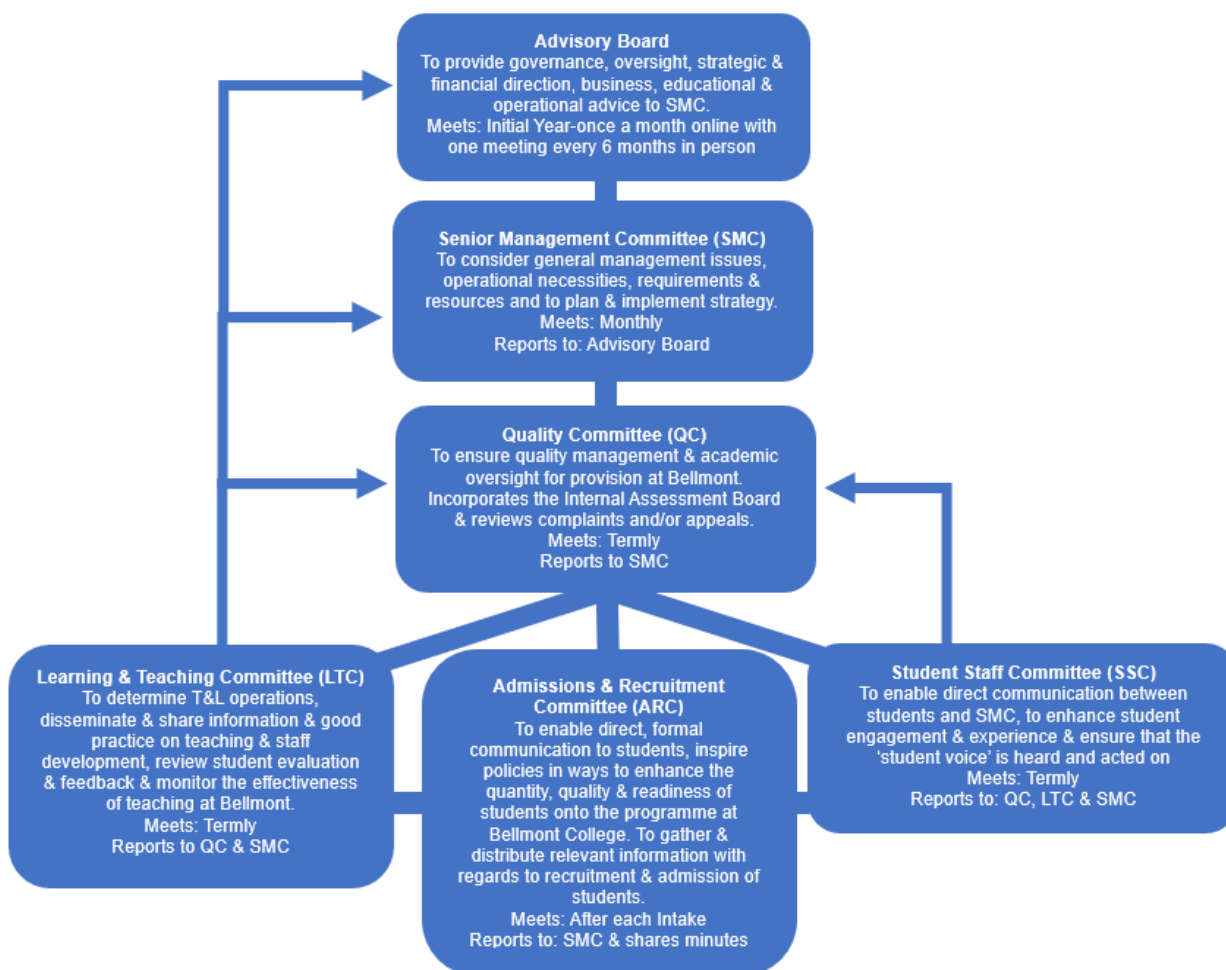 Advisory Board
To provide governance, oversight, strategic &
financial direction, business, educational &
operational advice to SMC.
Meets: Initial Year-once a month online with
one meeting every 6 months in person
Senior Management Committee (SMC)
To consider general management issues,
operational necessities, requirements &
resources and to plan & implement strategy.
Meets: Monthly
Reports to: Advisory Board
Quality Committee (QC)
To ensure quality management & academic
oversight for provision at Bellmont.
Incorporates the Internal Assessment Board
& reviews complaints and/or appeals.
Meets: Termly
Reports to SMC
Learning & Teaching Committee (LTC)
To determine T&L operations,
disseminate & share information & good
practice on teaching & staff
development, review student evaluation
& feedback & monitor the effectiveness
of teaching at Bellmont.
Meets: Termly
Reports to QC & SMC
Admissions & Recruitment
Committee (ARC)
To enable direct, formal
communication to students, inspire
policies in ways to enhance the
quantity, quality & readiness of
students onto the programme at
Bellmont College. To gather &
distribute relevant information with
regards to recruitment & admission of
students.
Meets: After each Intake
Reports to: SMC & shares minutes
Student Staff Committee (SSC)
To enable direct communication between
students and SMC, to enhance student
engagement & experience & ensure that the
‘student voice’ is heard and acted on
Meets: Termly
Reports to: QC, LTC & SMC